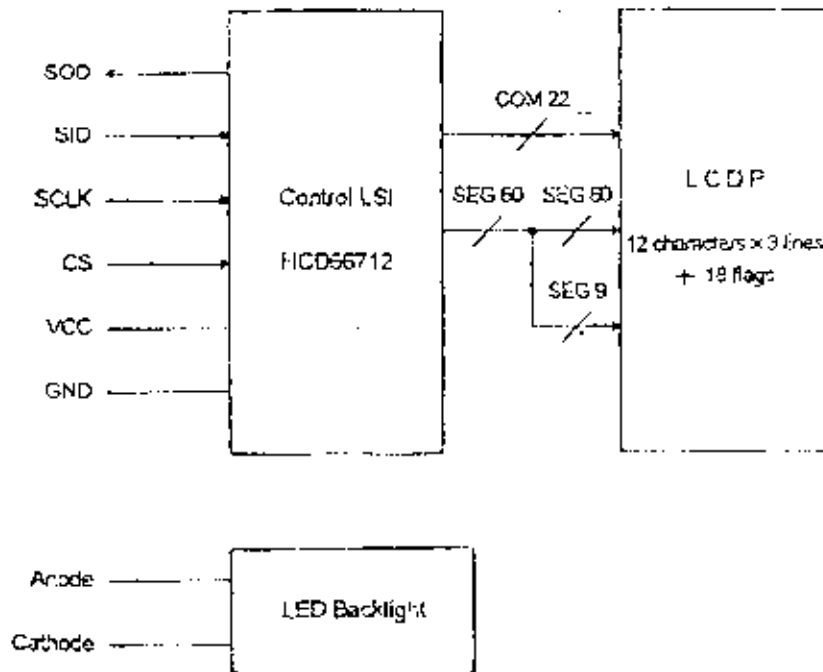 SOD
SID
SCLK
CS
VCC
GND
Control LSI
HCD66712
COM 22
SEG 60
SEG 60
SEG 9
L C D P
12 characters × 3 lines
+ 18 flags
Anode
Cathode
LED Backlight